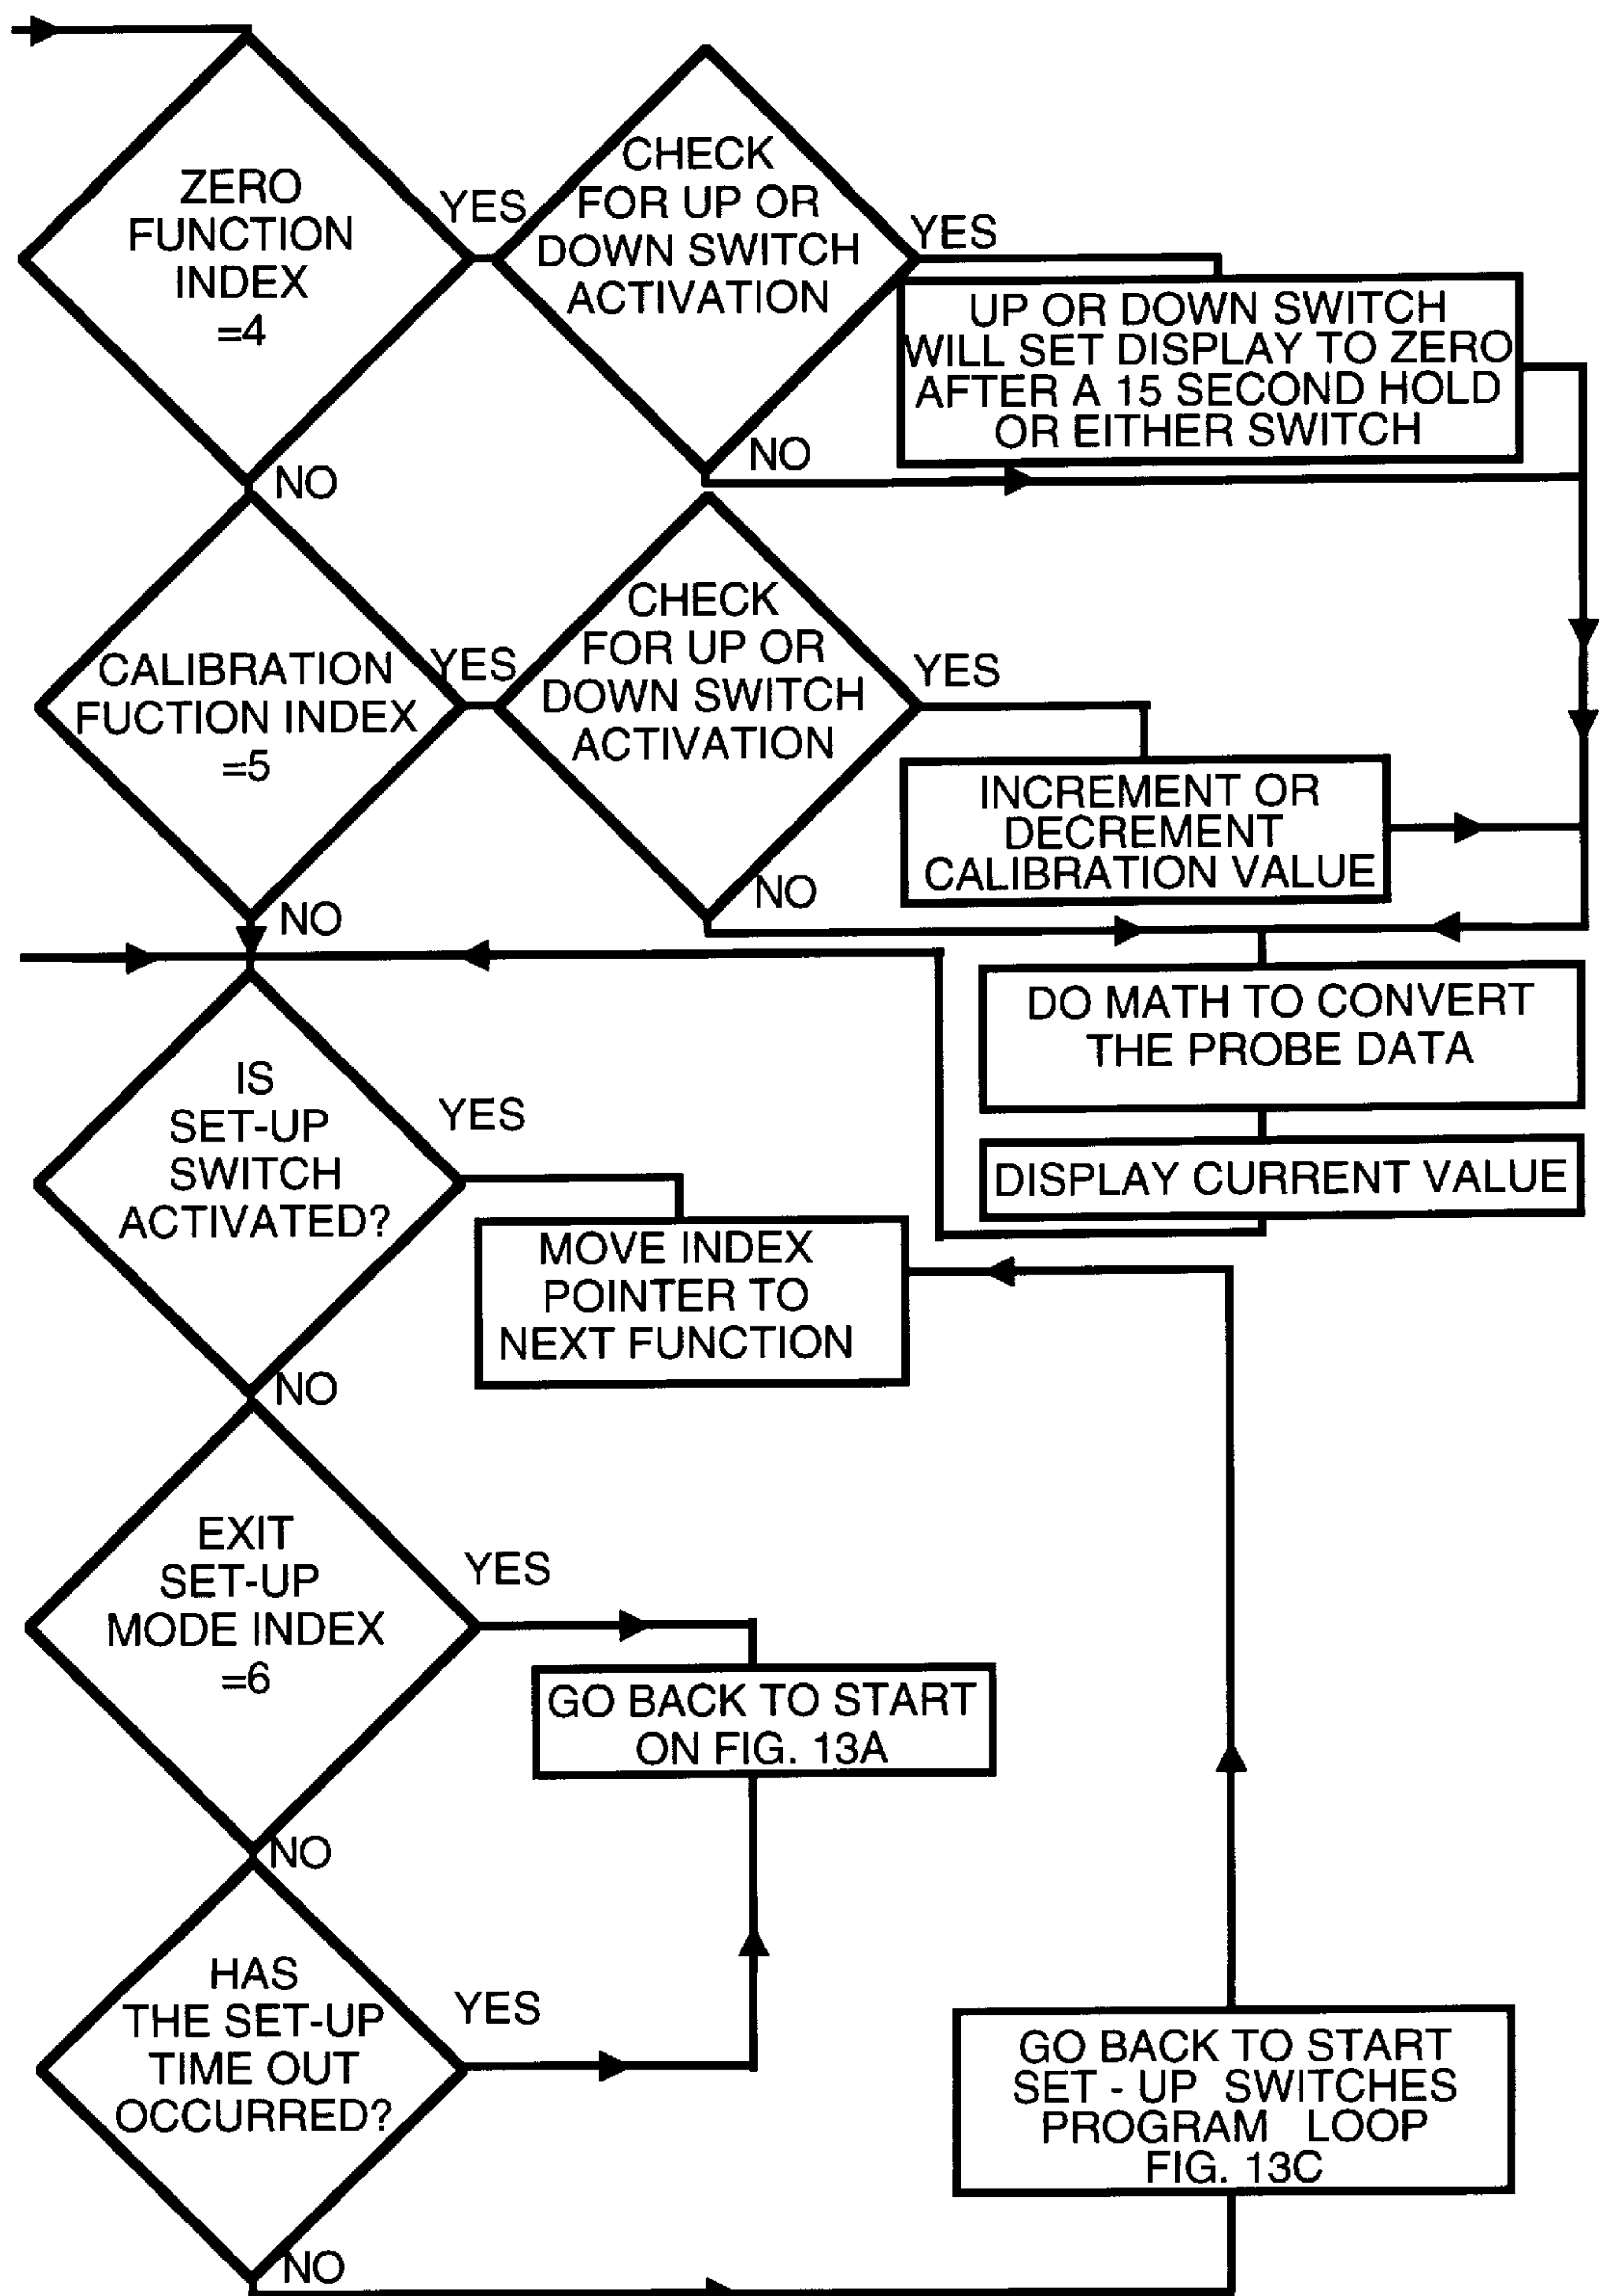 ZERO
FUNCTION
INDEX
=4
YES
NO
CHECK
FOR UP OR
DOWN SWITCH
ACTIVATION
YES
NO
UP OR DOWN SWITCH
WILL SET DISPLAY TO ZERO
AFTER A 15 SECOND HOLD
OR EITHER SWITCH
CALIBRATION
FUCTION INDEX
=5
YES
NO
CHECK
FOR UP OR
DOWN SWITCH
ACTIVATION
YES
NO
INCREMENT OR
DECREMENT
CALIBRATION VALUE
DO MATH TO CONVERT
THE PROBE DATA
DISPLAY CURRENT VALUE
IS
SET-UP
SWITCH
ACTIVATED?
YES
NO
MOVE INDEX
POINTER TO
NEXT FUNCTION
EXIT
SET-UP
MODE INDEX
=6
YES
NO
GO BACK TO START
ON FIG. 13A
HAS
THE SET-UP
TIME OUT
OCCURRED?
YES
NO
GO BACK TO START
SET - UP SWITCHES
PROGRAM LOOP
FIG. 13C